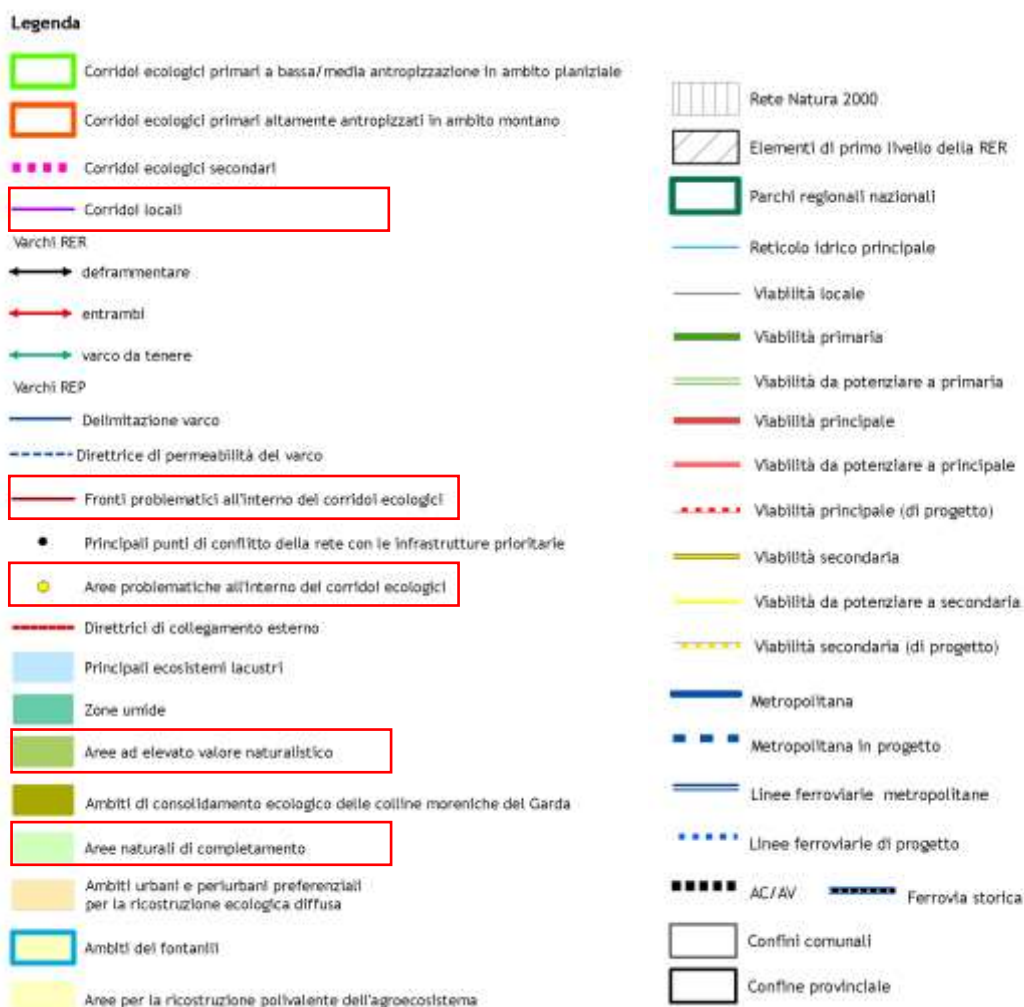 Legenda
Corridoi ecologici primari a bassa/media antropizzazione in ambito planiziale
Corridoi ecologici primari altamente antropizzati in ambito montano
Corridoi ecologici secondari
Corridoi locali
Varchi RER
deframmentare
entrambi
varco da tenere
Varchi REP
Delimitazione varco
Direttrice di permeabilità del varco
Fronti problematici all'interno dei corridoi ecologici
Principali punti di conflitto della rete con le infrastrutture prioritarie
Aree problematiche all'interno dei corridoi ecologici
Direttrici di collegamento esterno
Principali ecosistemi lacustri
Zone umide
Aree ad elevato valore naturalistico
Ambiti di consolidamento ecologico delle colline moreniche del Garda
Aree naturali di completamento
Ambiti urbani e periurbani preferenziali
per la ricostruzione ecologica diffusa
Ambiti dei fontanili
Aree per la ricostruzione polivalente dell'agroecosistema
Rete Natura 2000
Elementi di primo livello della RER
Parchi regionali nazionali
Reticolo idrico principale
Viabilità locale
Viabilità primaria
Viabilità da potenziare a primaria
Viabilità principale
Viabilità da potenziare a principale
Viabilità principale (di progetto)
Viabilità secondaria
Viabilità da potenziare a secondaria
Viabilità secondaria (di progetto)
Metropolitana
Metropolitana in progetto
Linee ferroviarie metropolitane
Linee ferroviarie di progetto
AC/AV
Ferrovia storica
Confini comunali
Confine provinciale